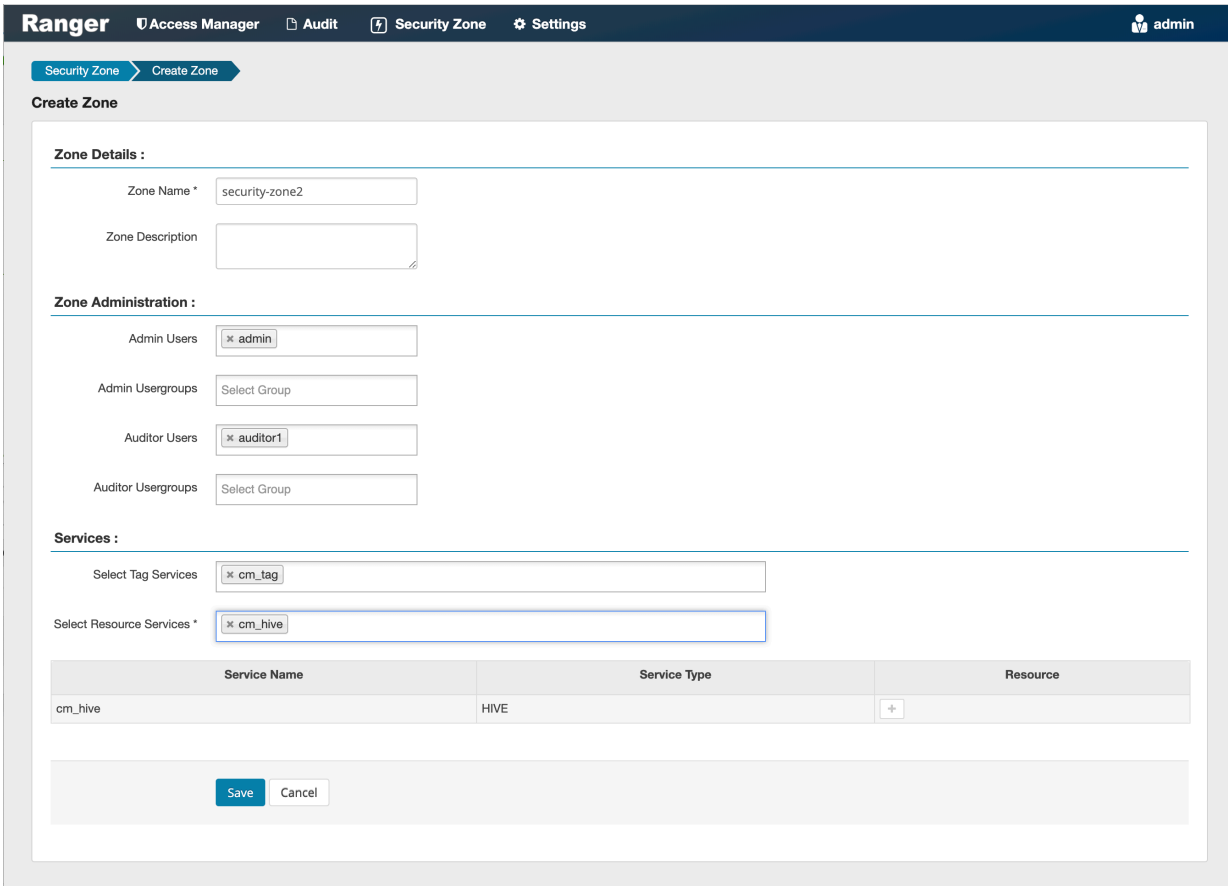 Ranger Access Manager Audit Security Zone Settings admin
Security Zone Create Zone
Create Zone
Zone Details :
Zone Name * security-zone2
Zone Description
Zone Administration :
Admin Users × admin
Admin Usergroups Select Group
Auditor Users × auditor1
Auditor Usergroups Select Group
Services :
Select Tag Services × cm_tag
Select Resource Services * × cm_hive
Service Name Service Type Resource
cm_hive HIVE +
Save Cancel